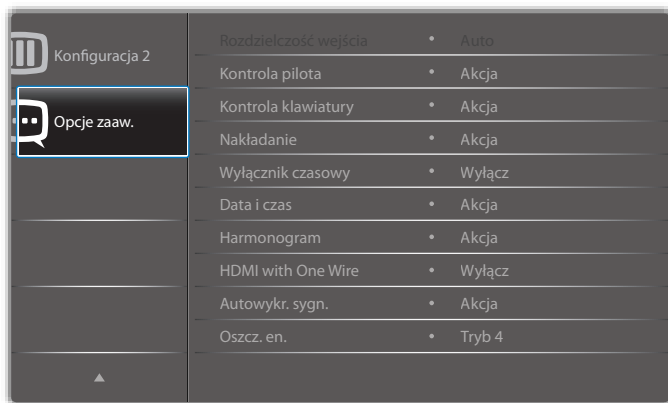 Konfiguracja 2
Opcje zaaw.
Rozdzielczość wejścia • Auto
Kontrola pilota • Akcja
Kontrola klawiatury • Akcja
Nakładanie • Akcja
Wyłącznik czasowy • Wyłącz
Data i czas • Akcja
Harmonogram • Akcja
HDMI with One Wire • Wyłącz
Autowykr. sygn. • Akcja
Oszcz. en. • Tryb 4